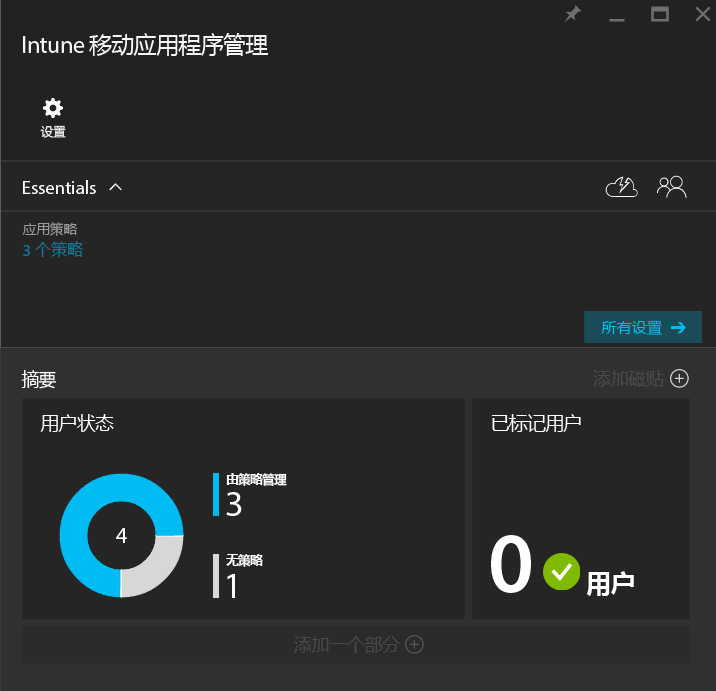 Intune 移动应用程序管理
设置
Essentials
应用策略
3 个策略
所有设置
摘要
添加磁贴
用户状态
4
由策略管理
3
无策略
1
已标记用户
0 用户
添加一个部分